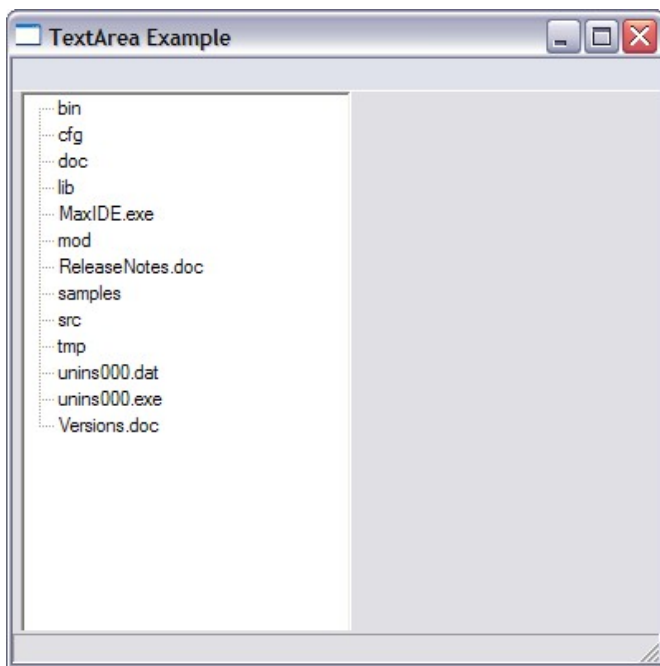 TextArea Example
bin
cfg
doc
lib
MaxIDE.exe
mod
ReleaseNotes.doc
samples
src
tmp
unins000.dat
unins000.exe
Versions.doc